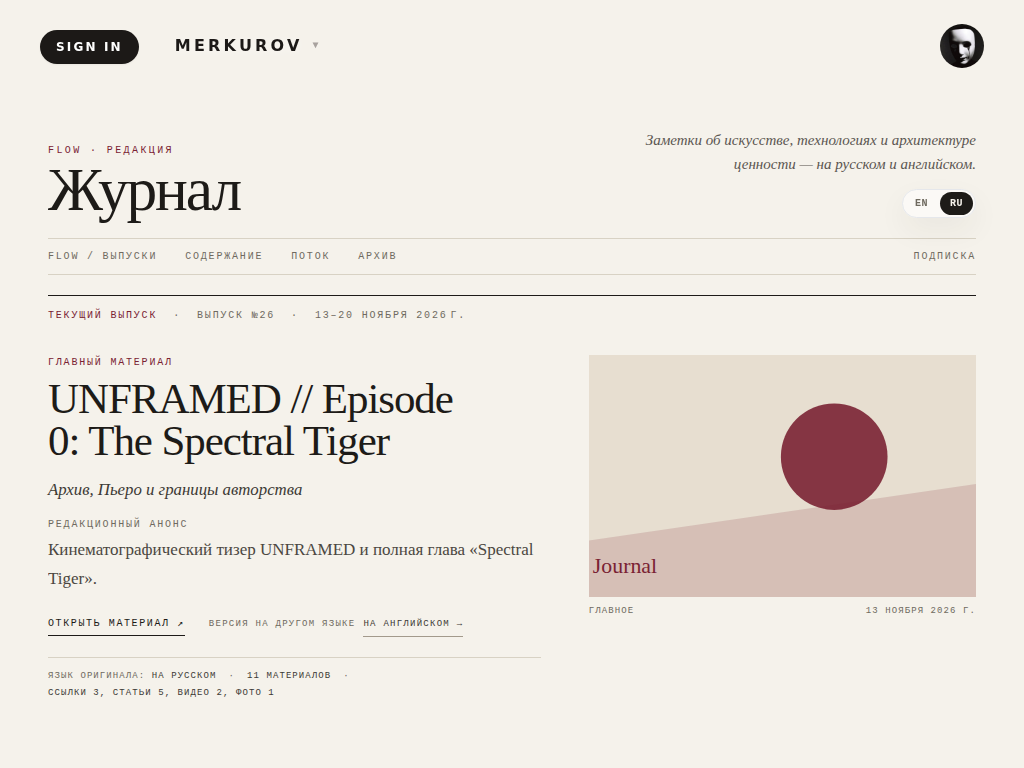 SIGN IN
MERKUROV ▾
FLOW · РЕДАКЦИЯ
Журнал
Заметки об искусстве, технологиях и архитектуре
ценности — на русском и английском.
EN RU
FLOW / ВЫПУСКИ СОДЕРЖАНИЕ ПОТОК АРХИВ ПОДПИСКА
ТЕКУЩИЙ ВЫПУСК · ВЫПУСК №26 · 13–20 НОЯБРЯ 2026 Г.
ГЛАВНЫЙ МАТЕРИАЛ
UNFRAMED // Episode
0: The Spectral Tiger
Архив, Пьеро и границы авторства
РЕДАКЦИОННЫЙ АНОНС
Кинематографический тизер UNFRAMED и полная глава «Spectral
Tiger».
ОТКРЫТЬ МАТЕРИАЛ ↗ ВЕРСИЯ НА ДРУГОМ ЯЗЫКЕ НА АНГЛИЙСКОМ →
ЯЗЫК ОРИГИНАЛА: НА РУССКОМ · 11 МАТЕРИАЛОВ ·
ССЫЛКИ 3, СТАТЬИ 5, ВИДЕО 2, ФОТО 1
Journal
ГЛАВНОЕ 13 НОЯБРЯ 2026 Г.